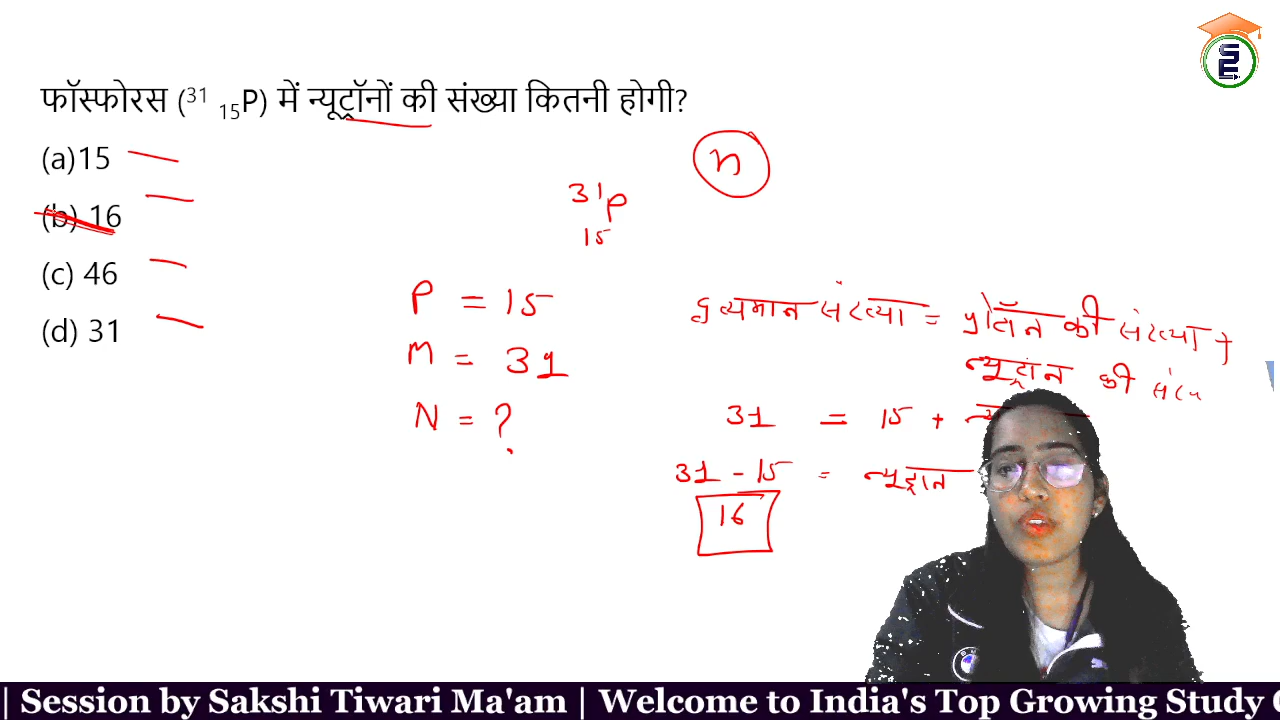 फॉस्फोरस (³¹ ₁₅P) में न्यूट्रॉनों की संख्या कितनी होगी?
(a)15
(b) 16
(c) 46
(d) 31
n
31 P
15
P = 15
M = 31
N = ?
द्रव्यमान संख्या = प्रोटॉन की संख्या +
न्यूट्रान की
31 = 15 +
31 - 15 = न्यूट्रान
16
| Session by Sakshi Tiwari Ma'am | Welcome to India's Top Growing Study